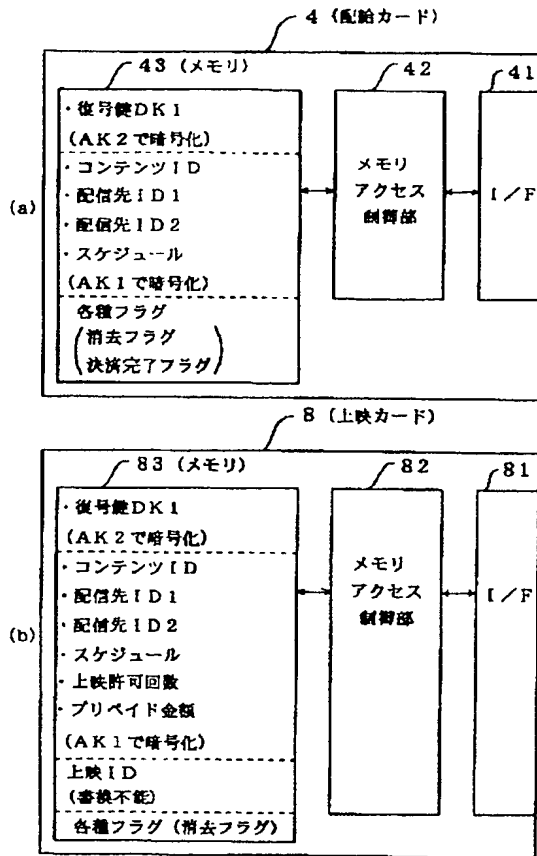 4 (配給カード)
43 (メモリ)
42
41
・復号鍵DK1
(AK2で暗号化)
・コンテンツID
・配信先ID1
・配信先ID2
・スケジュール
(AK1で暗号化)
各種フラグ
(消去フラグ
決済完了フラグ)
メモリ
アクセス
制御部
I/F
(a)
8 (上映カード)
83 (メモリ)
82
81
・復号鍵DK1
(AK2で暗号化)
・コンテンツID
・配信先ID1
・配信先ID2
・スケジュール
・上映許可回数
・プリペイド金額
(AK1で暗号化)
上映ID
(書換不能)
各種フラグ (消去フラグ)
メモリ
アクセス
制御部
I/F
(b)